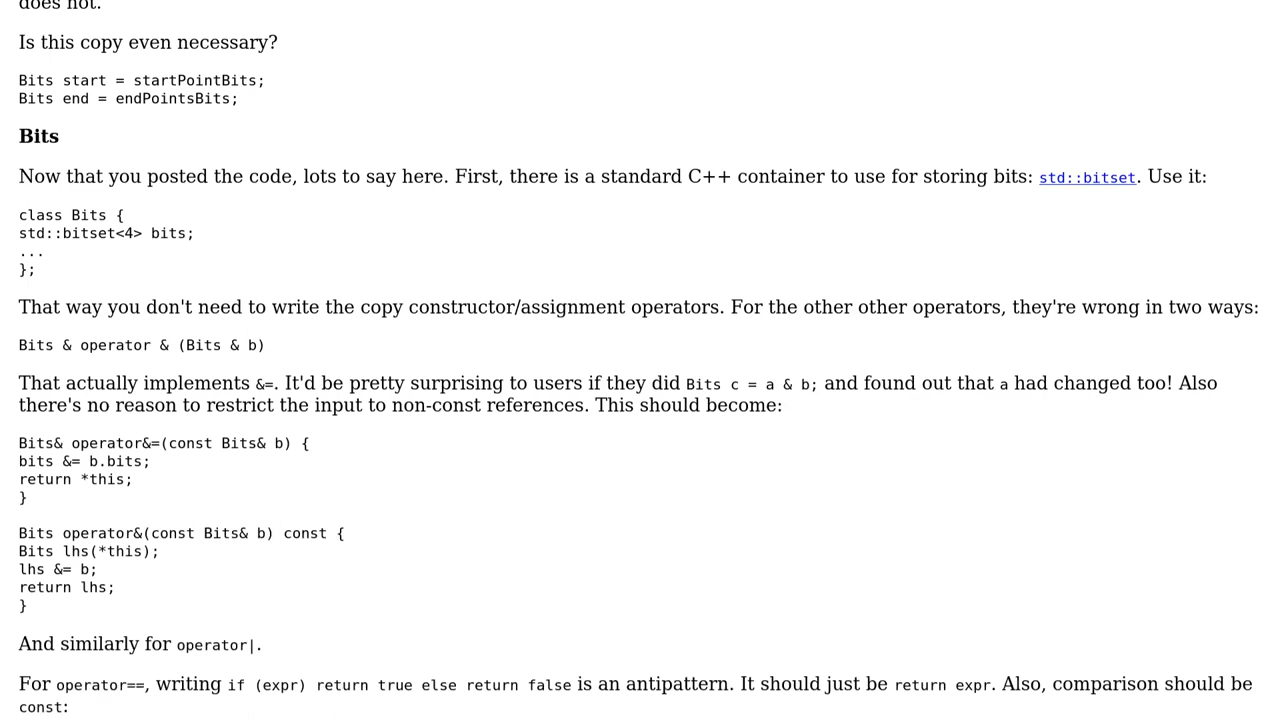 does not.
Is this copy even necessary?
Bits start = startPointBits;
Bits end = endPointsBits;
Bits
Now that you posted the code, lots to say here. First, there is a standard C++ container to use for storing bits: std::bitset. Use it:
class Bits {
std::bitset<4> bits;
...
};
That way you don't need to write the copy constructor/assignment operators. For the other other operators, they're wrong in two ways:
Bits & operator & (Bits & b)
That actually implements &=. It'd be pretty surprising to users if they did Bits c = a & b; and found out that a had changed too! Also
there's no reason to restrict the input to non-const references. This should become:
Bits& operator&=(const Bits& b) {
bits &= b.bits;
return *this;
}
Bits operator&(const Bits& b) const {
Bits lhs(*this);
lhs &= b;
return lhs;
}
And similarly for operator|.
For operator==, writing if (expr) return true else return false is an antipattern. It should just be return expr. Also, comparison should be
const: